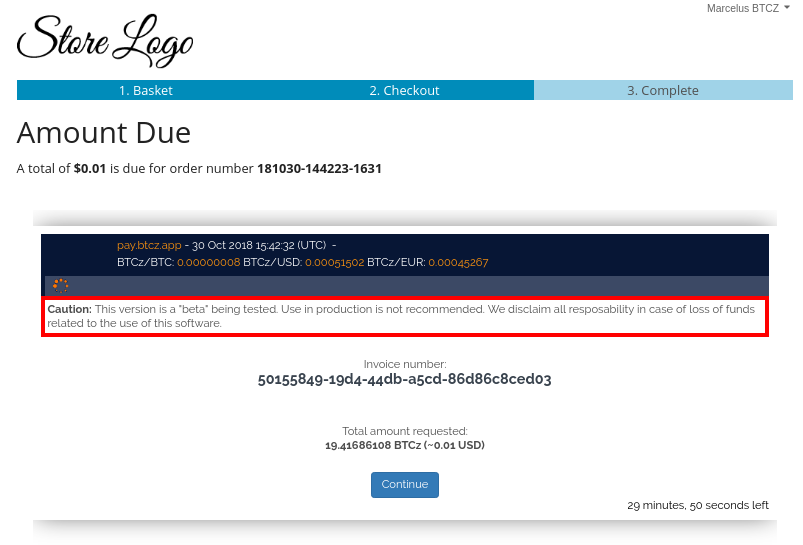 Marcelus BTCZ
Store Logo
1. Basket
2. Checkout
3. Complete
Amount Due
A total of $0.01 is due for order number 181030-144223-1631
pay.btcz.app - 30 Oct 2018 15:42:32 (UTC) -
BTCz/BTC: 0.00000008 BTCz/USD: 0.00051502 BTCz/EUR: 0.00045267
Caution: This version is a "beta" being tested. Use in production is not recommended. We disclaim all resposability in case of loss of funds
related to the use of this software.
Invoice number:
50155849-19d4-44db-a5cd-86d86c8ced03
Total amount requested:
19.41686108 BTCz (~0.01 USD)
Continue
29 minutes, 50 seconds left